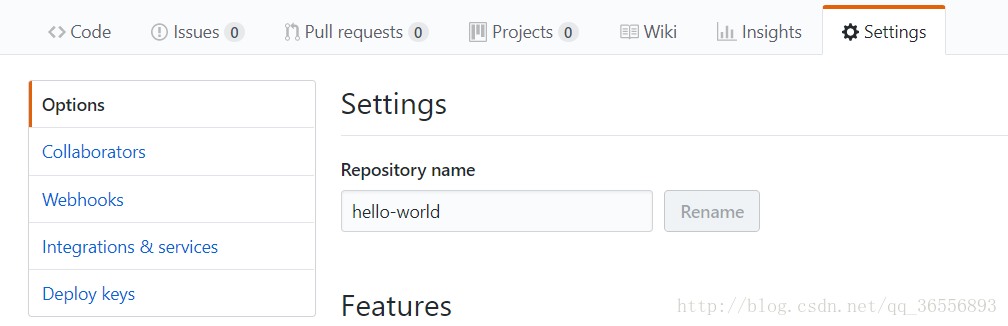 Code Issues 0 Pull requests 0 Projects 0 Wiki Insights Settings
Options
Collaborators
Webhooks
Integrations & services
Deploy keys
Settings
Repository name
hello-world Rename
Features
http://blog.csdn.net/qq_36556893